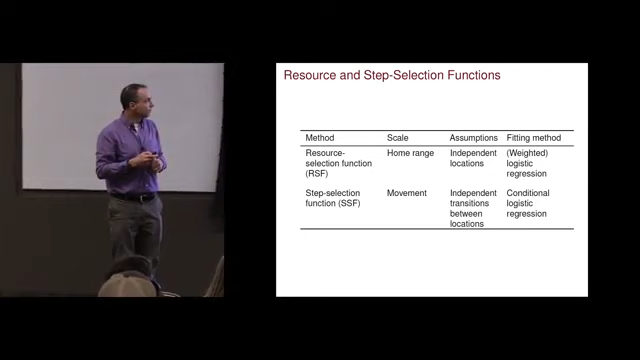 Resource and Step-Selection Functions
Method Scale Assumptions Fitting method
Resource- Home range Independent (Weighted)
selection function locations logistic
(RSF) regression
Step-selection Movement Independent Conditional
function (SSF) transitions logistic
between regression
locations